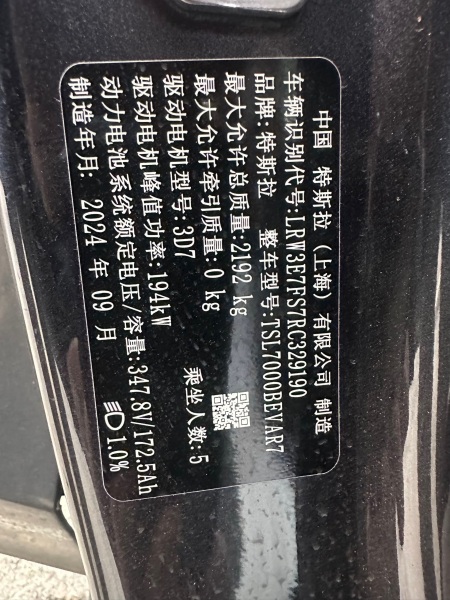 中国 特斯拉 (上海) 有限公司 制造
车辆识别代号:LRW3E7FS7RC329190
品牌:特斯拉 整车型号:TSL7000BEVAR7
最大允许总质量:2192 kg
最大允许牵引质量:0 kg
驱动电机型号:3D7 乘坐人数:5
驱动电机峰值功率:194kW
动力电池系统额定电压/容量:347.8V/172.5Ah
制造年月: 2024 年 09 月 1.0%